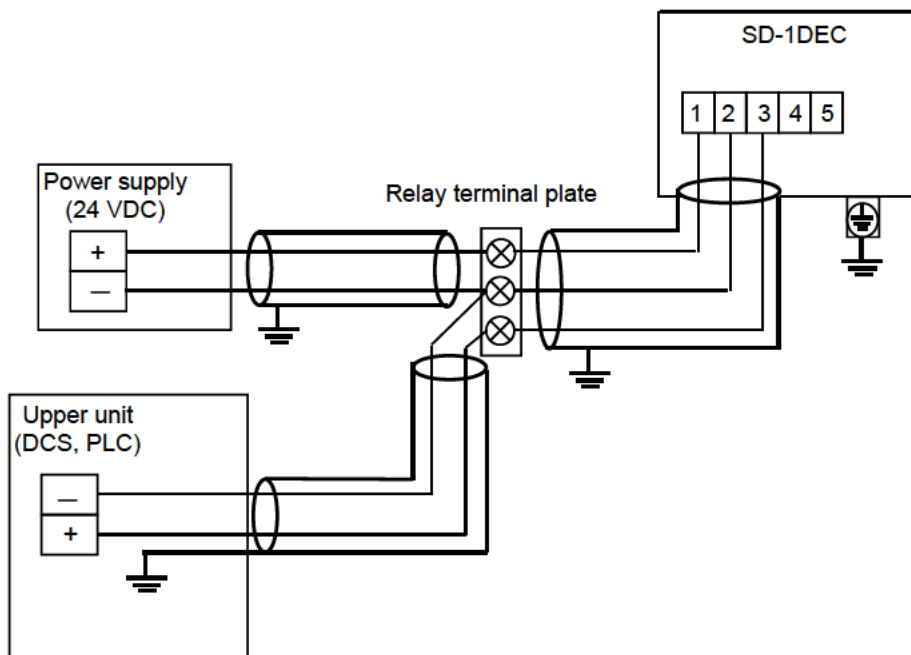 SD-1DEC
1 2 3 4 5
Power supply
(24 VDC)
+
—
Relay terminal plate
Upper unit
(DCS, PLC)
—
+